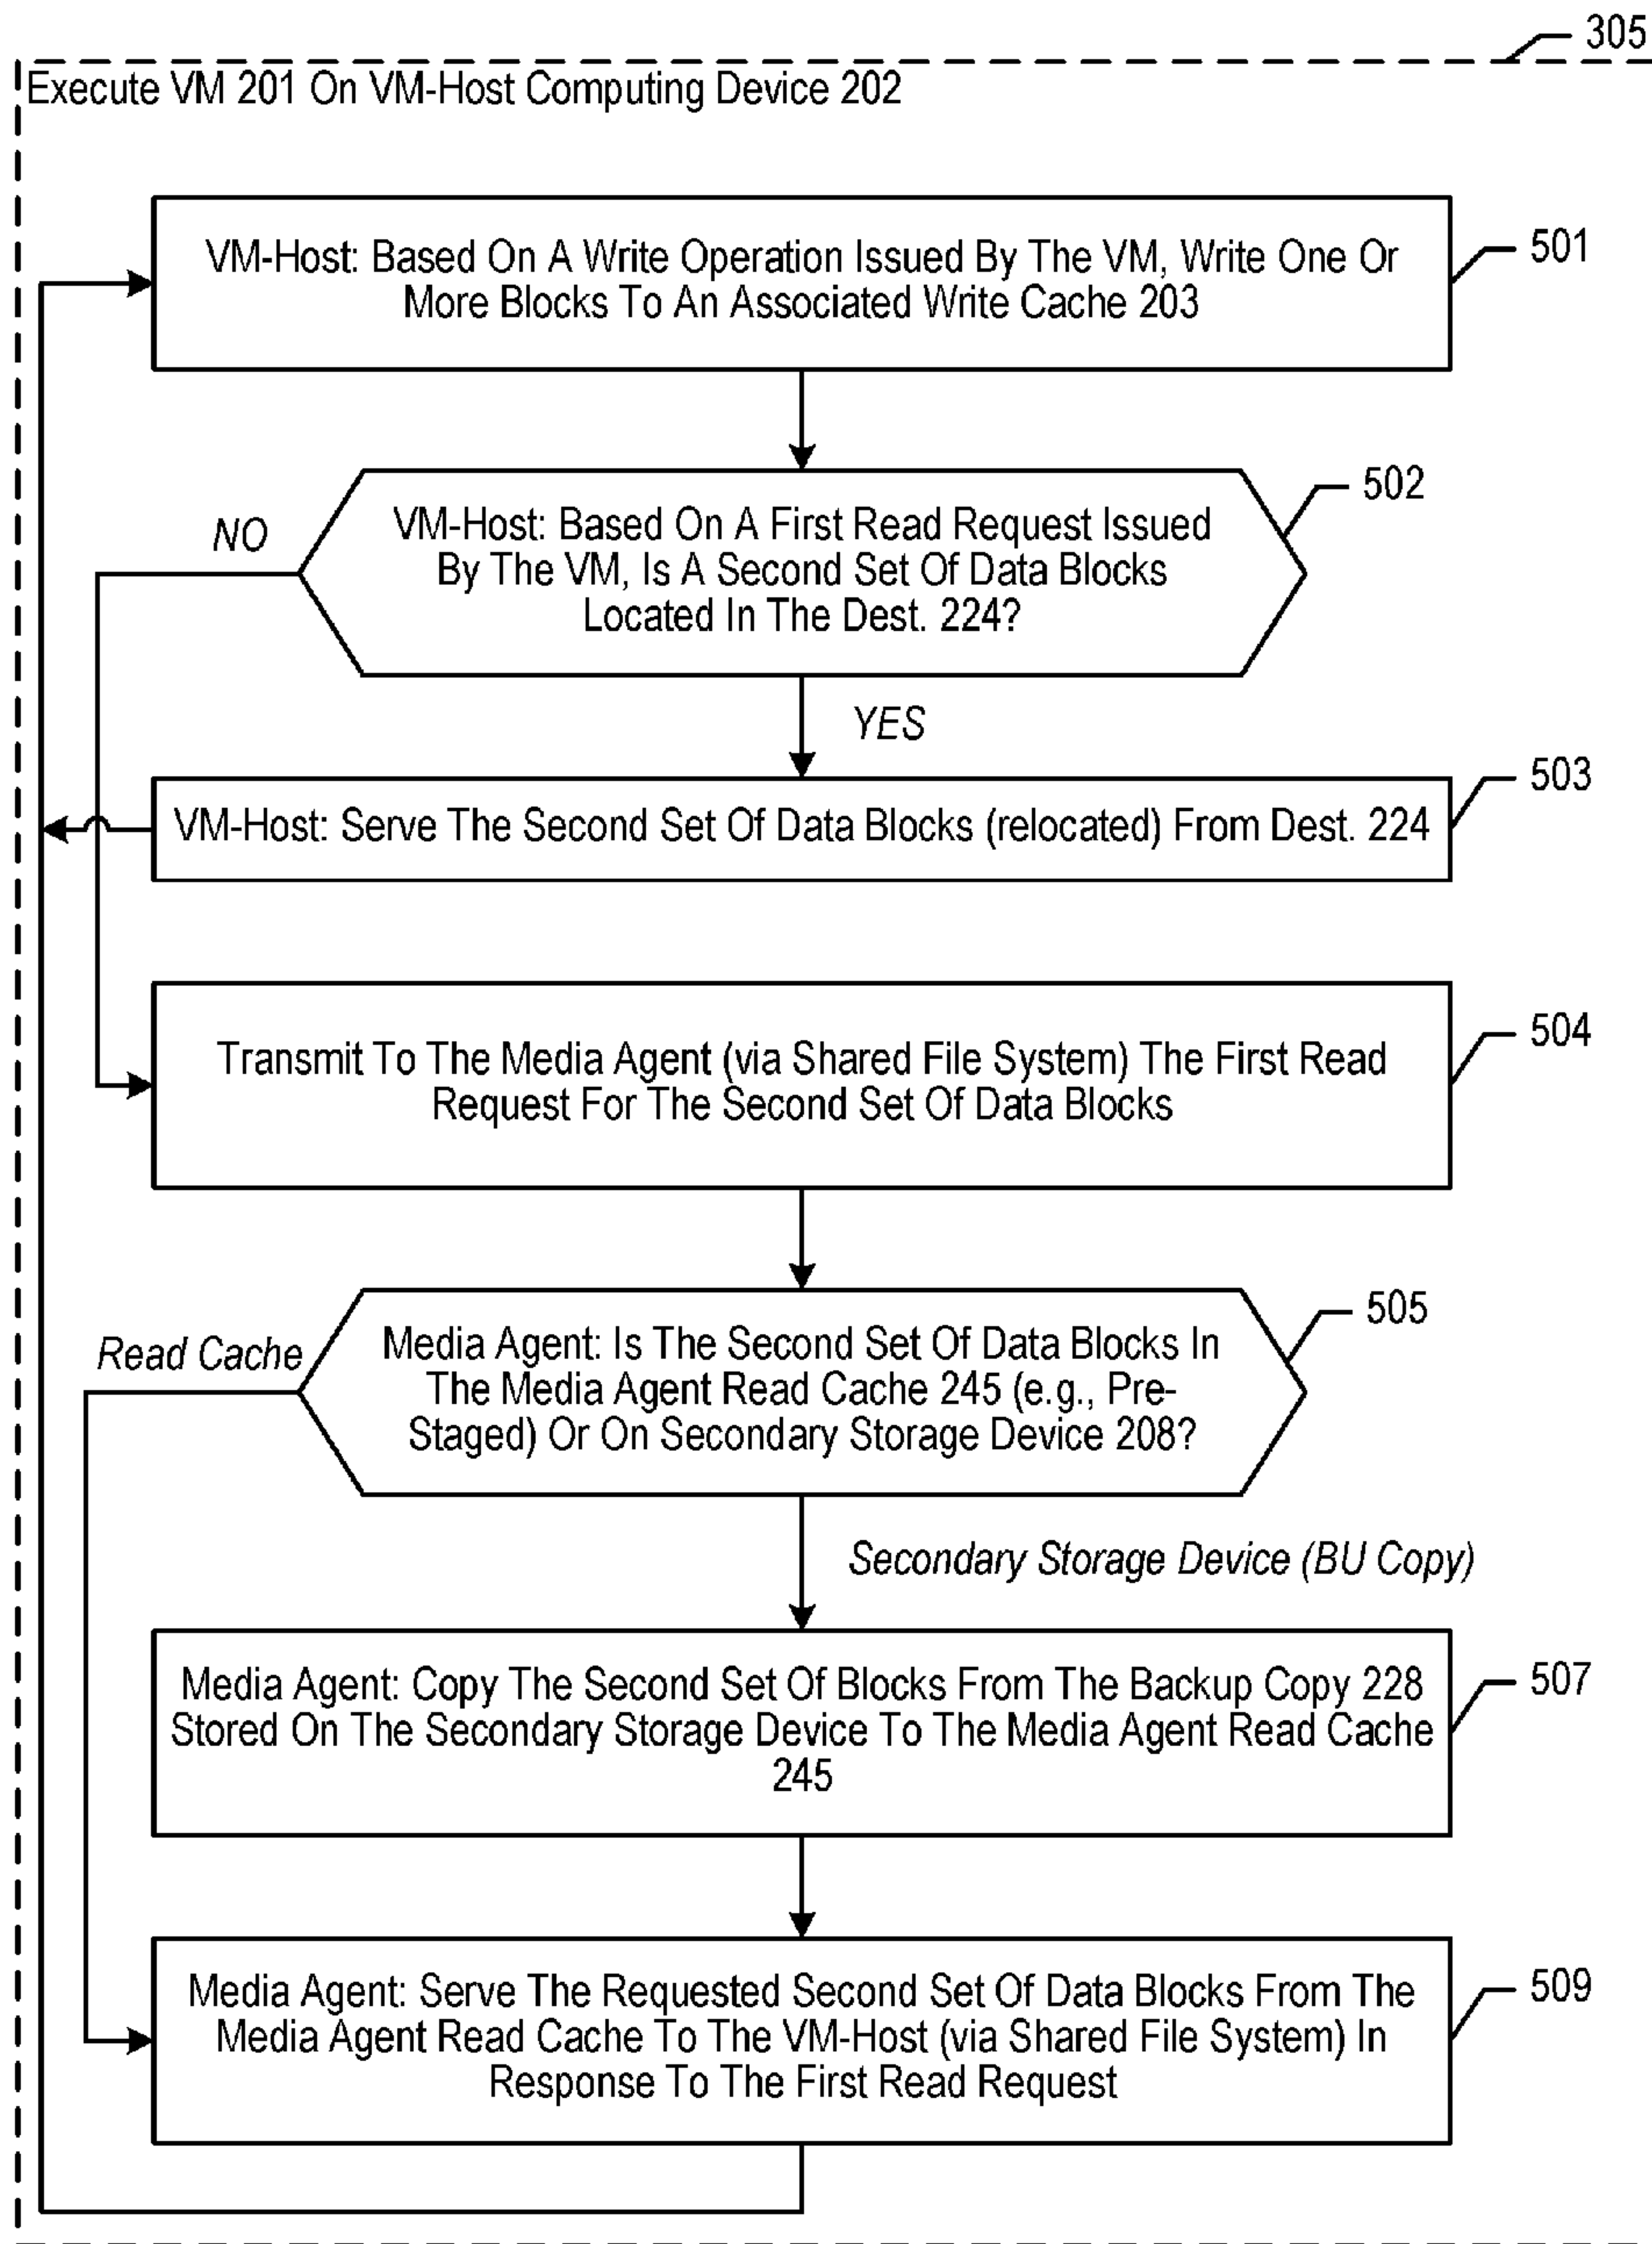 305
Execute VM 201 On VM-Host Computing Device 202
VM-Host: Based On A Write Operation Issued By The VM, Write One Or
More Blocks To An Associated Write Cache 203
501
NO
VM-Host: Based On A First Read Request Issued
By The VM, Is A Second Set Of Data Blocks
Located In The Dest. 224?
502
YES
VM-Host: Serve The Second Set Of Data Blocks (relocated) From Dest. 224
503
Transmit To The Media Agent (via Shared File System) The First Read
Request For The Second Set Of Data Blocks
504
Read Cache
Media Agent: Is The Second Set Of Data Blocks In
The Media Agent Read Cache 245 (e.g., Pre-
Staged) Or On Secondary Storage Device 208?
505
Secondary Storage Device (BU Copy)
Media Agent: Copy The Second Set Of Blocks From The Backup Copy 228
Stored On The Secondary Storage Device To The Media Agent Read Cache
245
507
Media Agent: Serve The Requested Second Set Of Data Blocks From The
Media Agent Read Cache To The VM-Host (via Shared File System) In
Response To The First Read Request
509